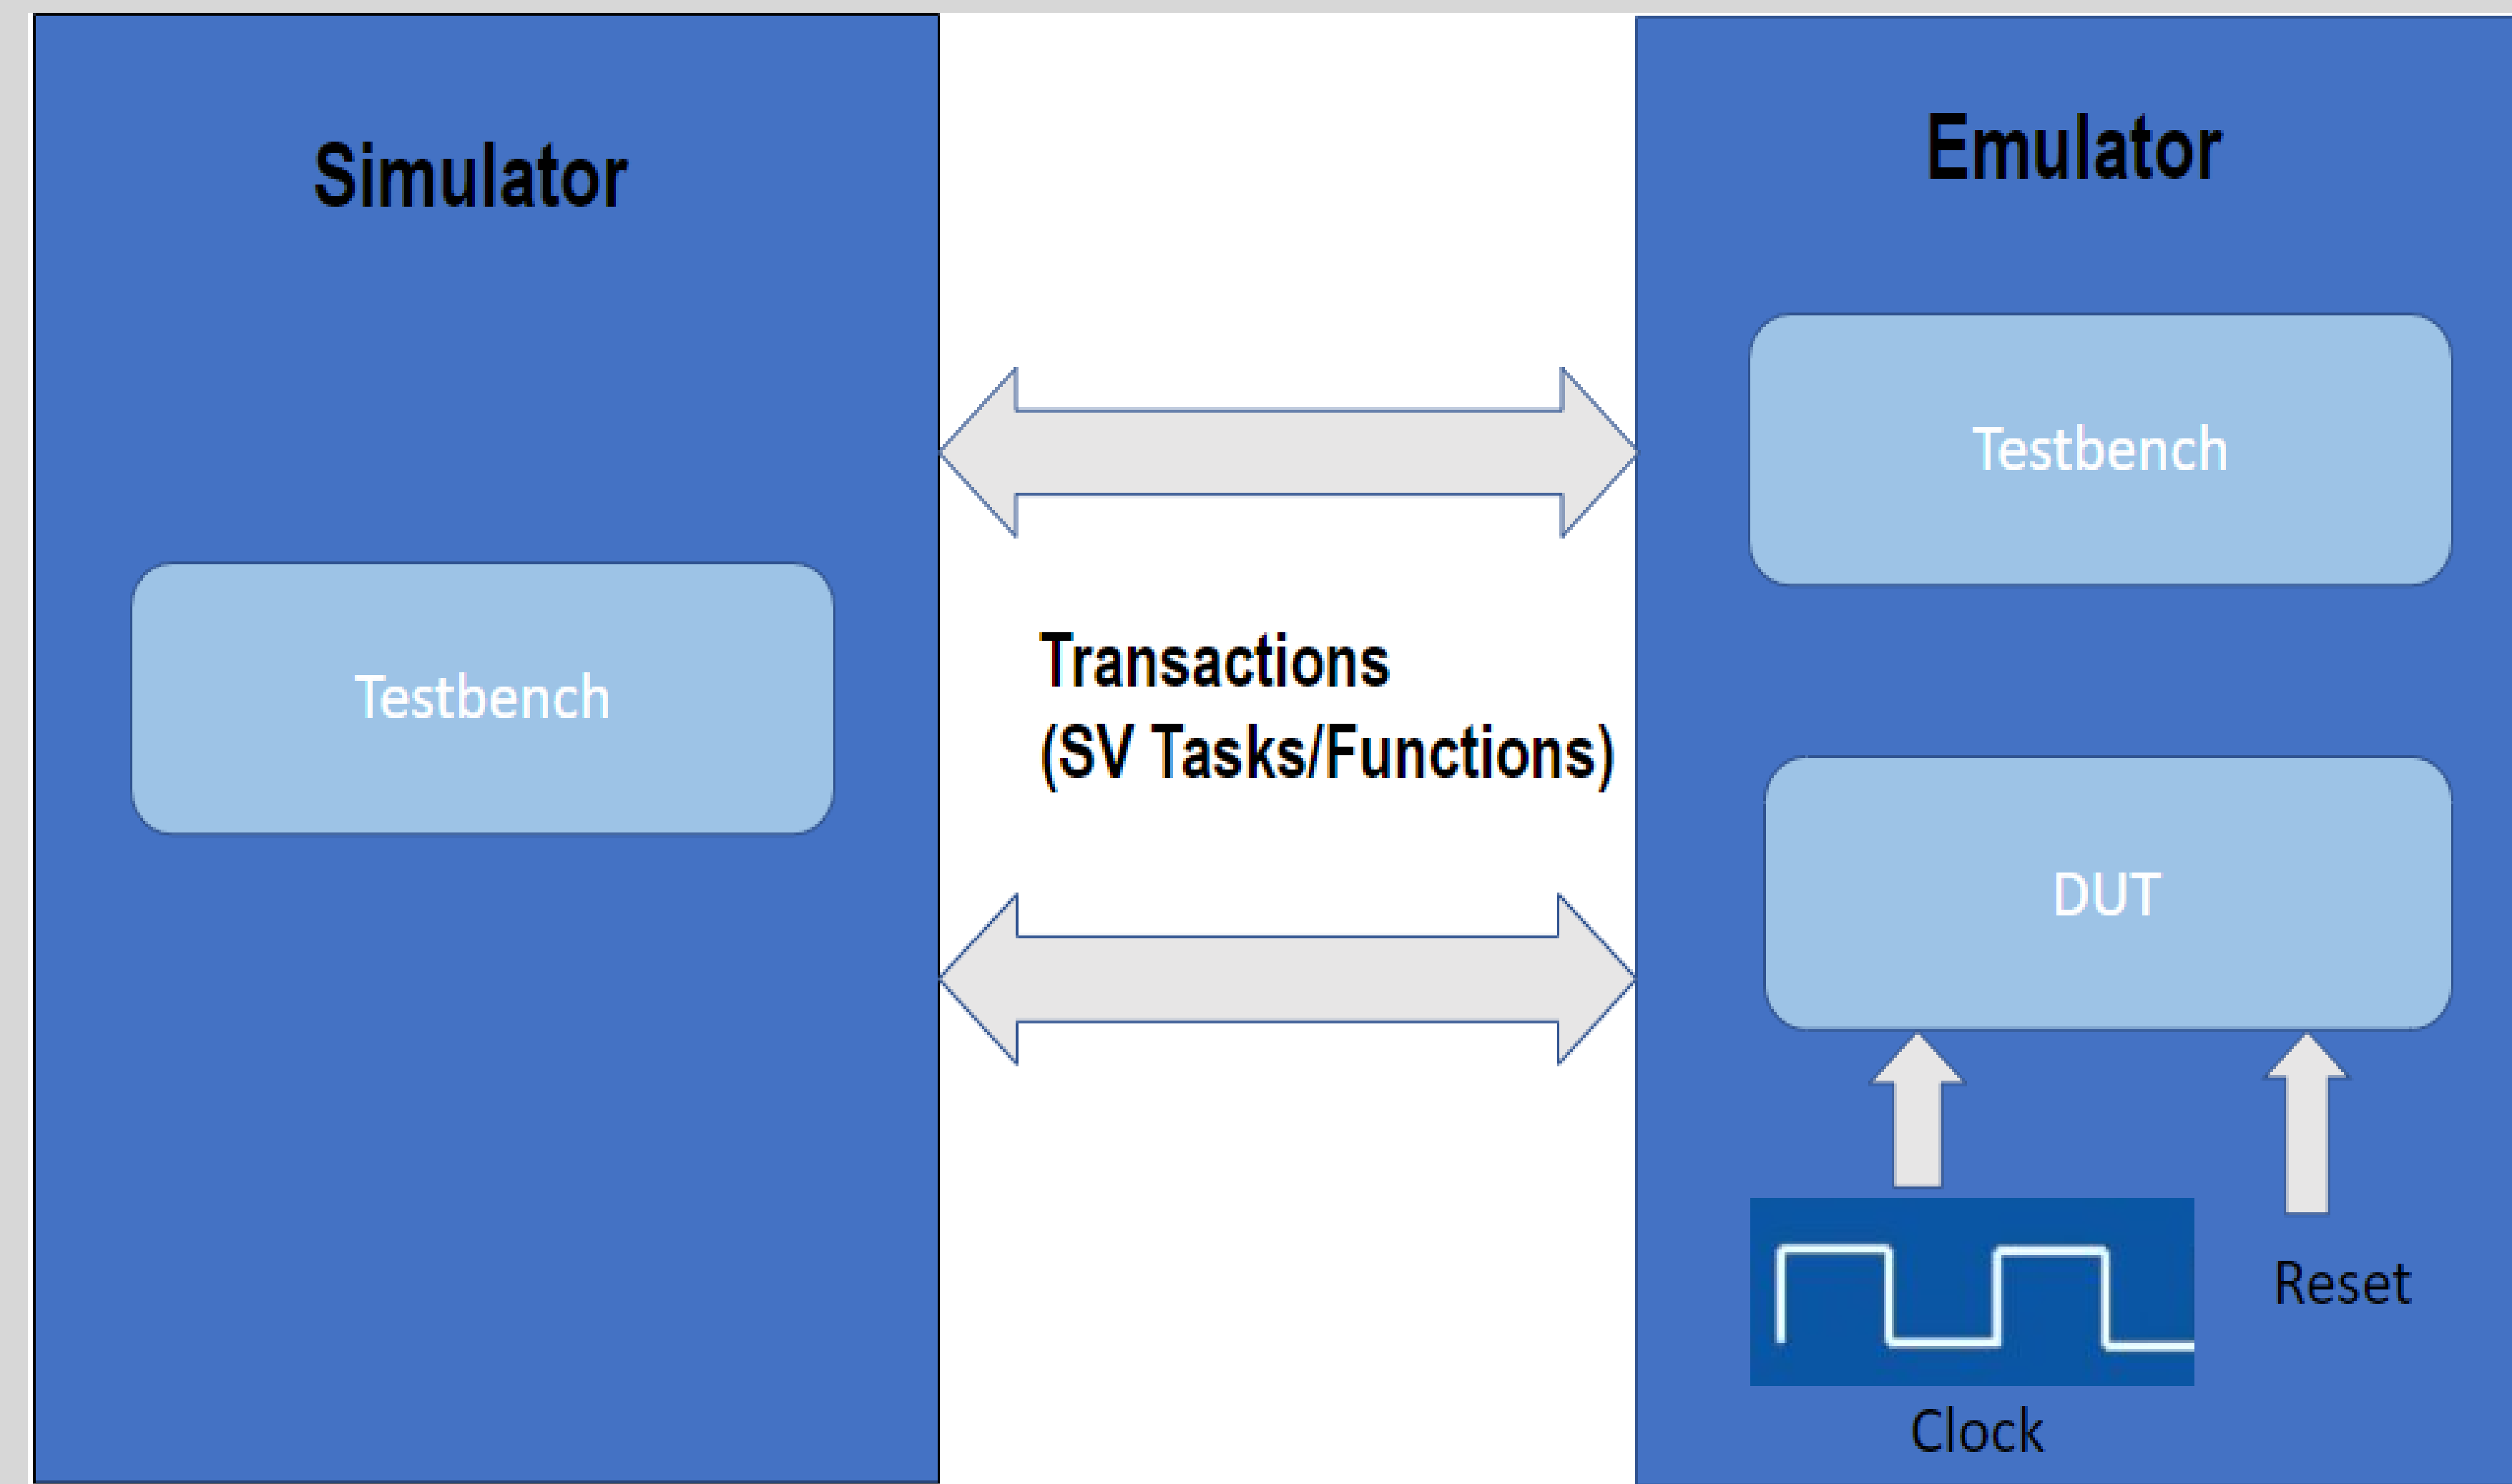 Simulator
Testbench
Transactions
(SV Tasks/Functions)
Emulator
Testbench
DUT
Reset
Clock